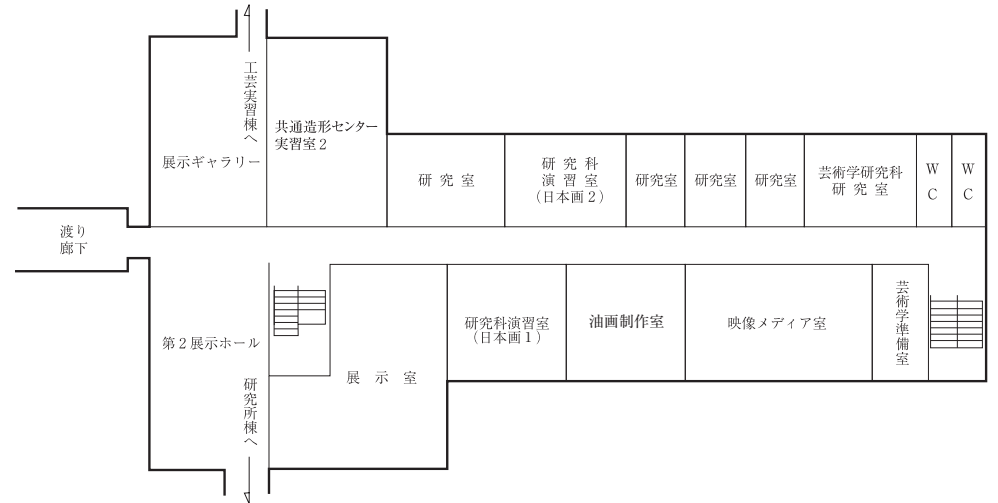 工芸実習棟へ
共通造形センター
実習室2
展示ギャラリー
研究室
研究科
演習室
(日本画2)
研究室
研究室
研究室
芸術学研究科
研究室
WC
WC
渡り
廊下
第2展示ホール
研究所棟へ
展示室
研究科演習室
(日本画1)
油画制作室
映像メディア室
芸術学準備室